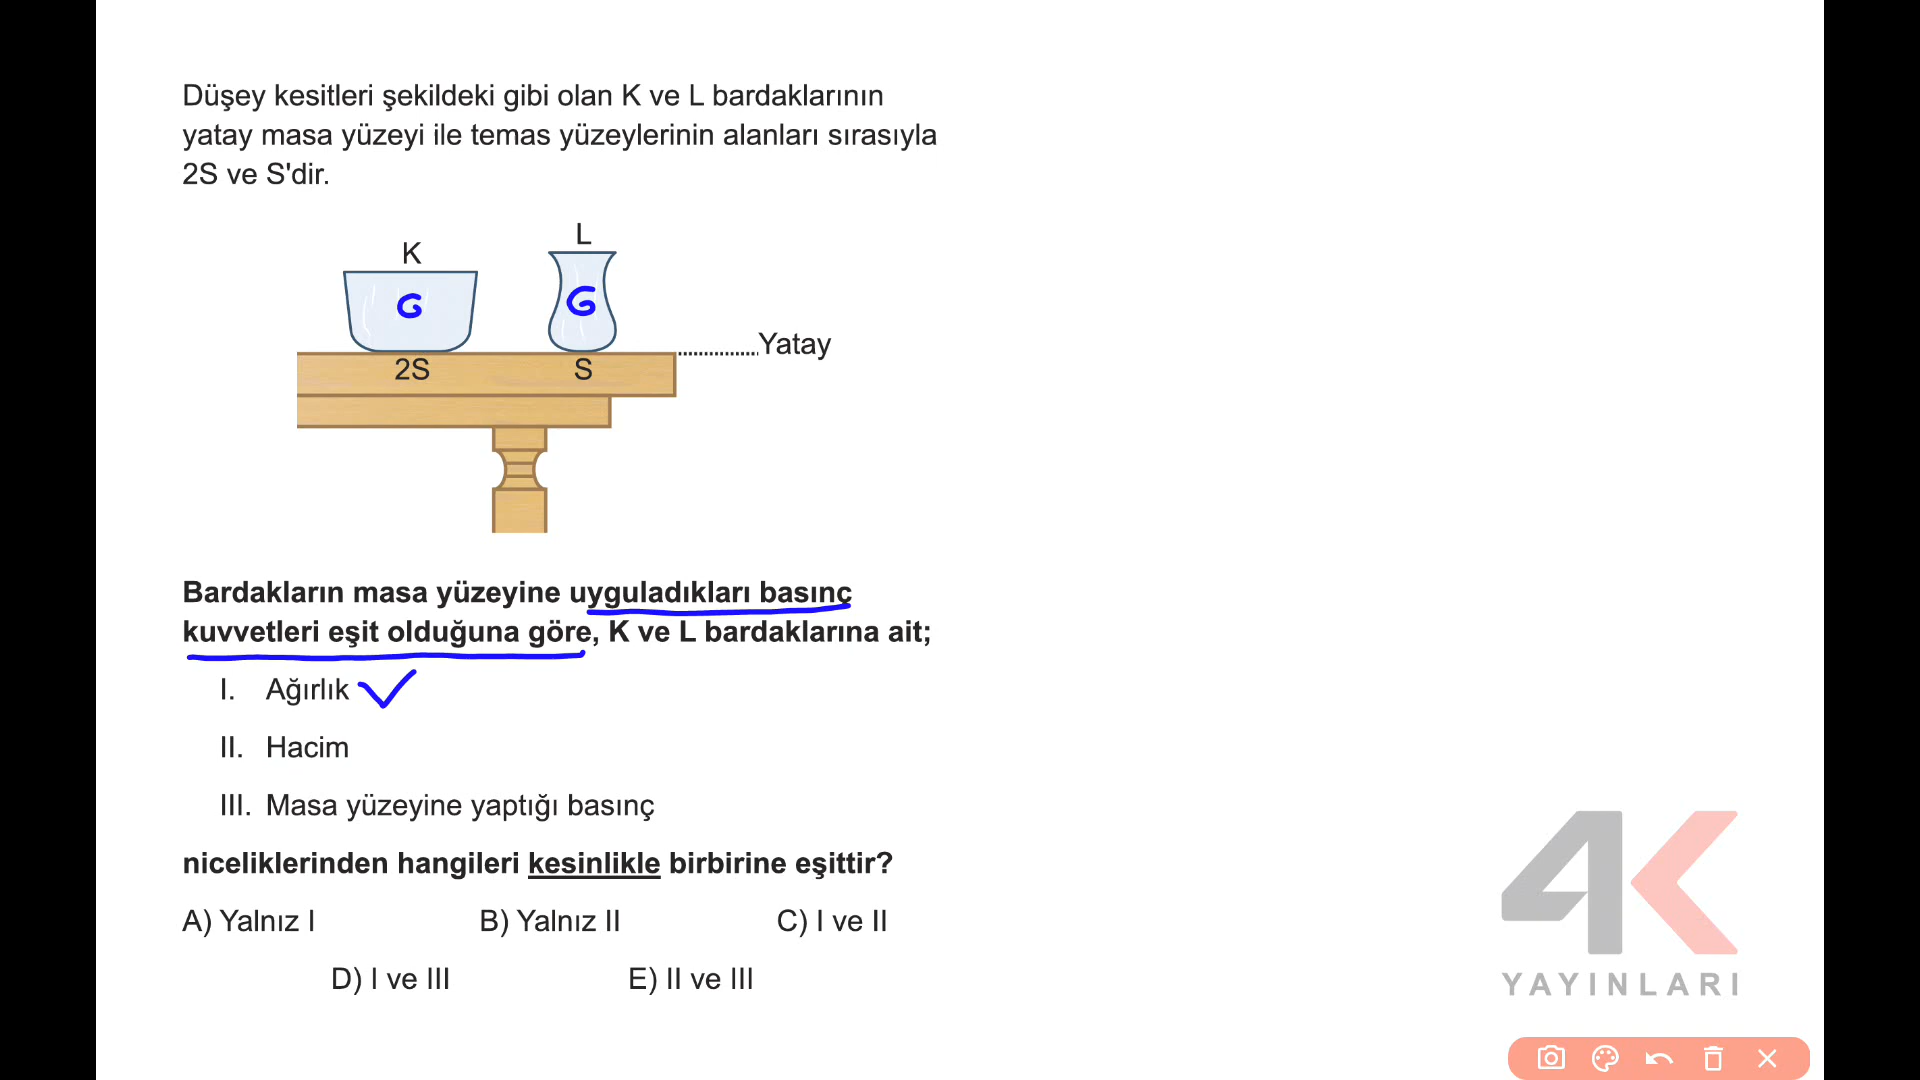 Düşey kesitleri şekildeki gibi olan K ve L bardaklarının
yatay masa yüzeyi ile temas yüzeylerinin alanları sırasıyla
2S ve S'dir.
K
L
G
G
Yatay
2S
S
Bardakların masa yüzeyine uyguladıkları basınç
kuvvetleri eşit olduğuna göre, K ve L bardaklarına ait;
I. Ağırlık
II. Hacim
III. Masa yüzeyine yaptığı basınç
niceliklerinden hangileri kesinlikle birbirine eşittir?
A) Yalnız I B) Yalnız II C) I ve II
D) I ve III E) II ve III
4K
YAYINLARI